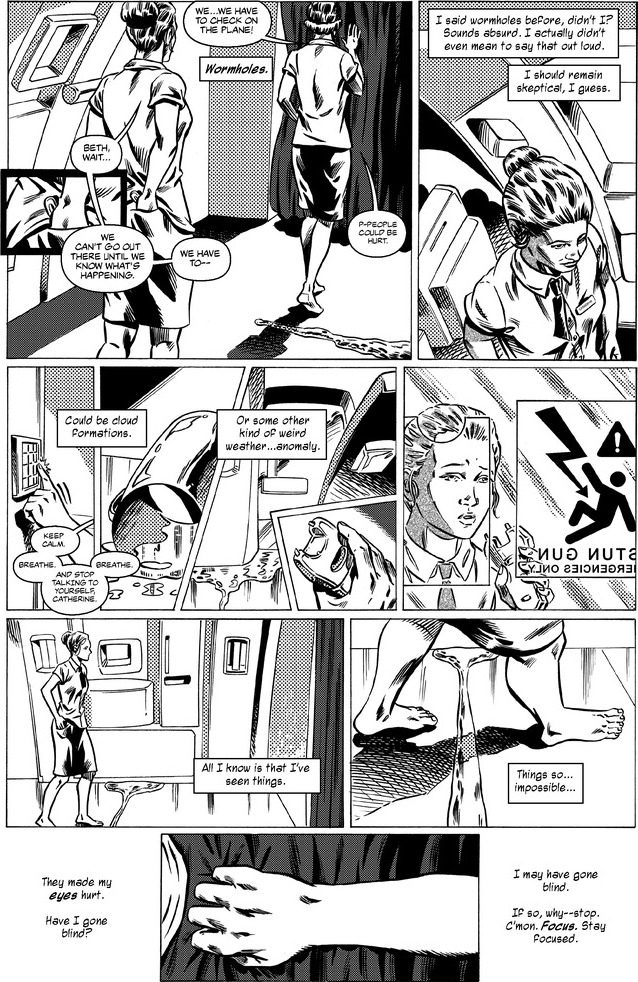 WE...WE HAVE
TO CHECK ON
THE PLANE!
Wormholes.
BETH,
WAIT...
WE
CAN'T GO OUT
THERE UNTIL WE
KNOW WHAT'S
HAPPENING.
WE HAVE
TO--
P-PEOPLE
COULD BE
HURT.
I said wormholes before, didn't I?
Sounds absurd. I actually didn't
even mean to say that out loud.
I should remain
skeptical, I guess.
Could be cloud
formations.
KEEP
CALM.
BREATHE.
BREATHE.
AND STOP
TALKING TO
YOURSELF,
CATHERINE.
Or some other
kind of weird
weather...anomaly.
STUN GUN
EMERGENCIES ONLY
All I know is that I've
seen things.
Things so...
impossible...
They made my
eyes hurt.
Have I gone
blind?
I may have gone
blind.
If so, why--stop.
C'mon. Focus. Stay
focused.